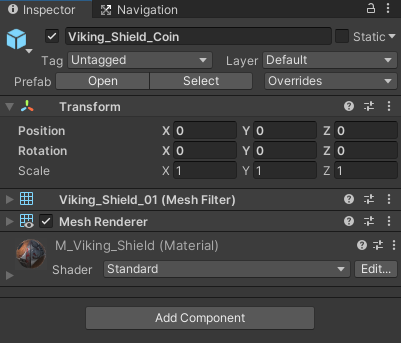 Inspector Navigation
Viking_Shield_Coin Static
Tag Untagged Layer Default
Prefab Open Select Overrides
Transform
Position X 0 Y 0 Z 0
Rotation X 0 Y 0 Z 0
Scale X 1 Y 1 Z 1
Viking_Shield_01 (Mesh Filter)
Mesh Renderer
M_Viking_Shield (Material)
Shader Standard Edit...
Add Component